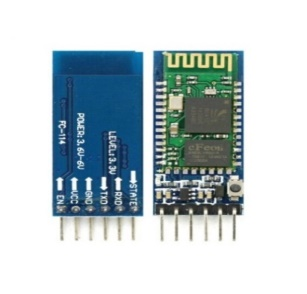 FC-114
POWER:3.6V-6V
LEVEL:3.3V
EN
VCC
GND
TXD
RXD
STATE